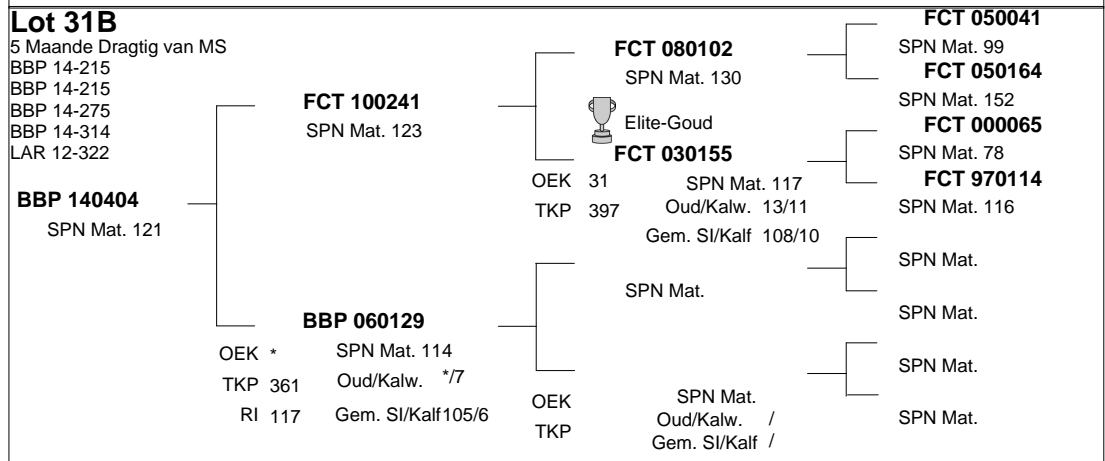 Lot 31B
5 Maande Dragtig van MS
BBP 14-215
BBP 14-215
BBP 14-275
BBP 14-314
LAR 12-322
BBP 140404
SPN Mat. 121
FCT 100241
SPN Mat. 123
BBP 060129
OEK * SPN Mat. 114
TKP 361 Oud/Kalw. */7
RI 117 Gem. SI/Kalf 105/6
FCT 080102
SPN Mat. 130
Elite-Goud
FCT 030155
OEK 31 SPN Mat. 117
TKP 397 Oud/Kalw. 13/11
Gem. SI/Kalf 108/10
SPN Mat.
OEK SPN Mat.
TKP Oud/Kalw. /
Gem. SI/Kalf /
FCT 050041
SPN Mat. 99
FCT 050164
SPN Mat. 152
FCT 000065
SPN Mat. 78
FCT 970114
SPN Mat. 116
SPN Mat.
SPN Mat.
SPN Mat.
SPN Mat.